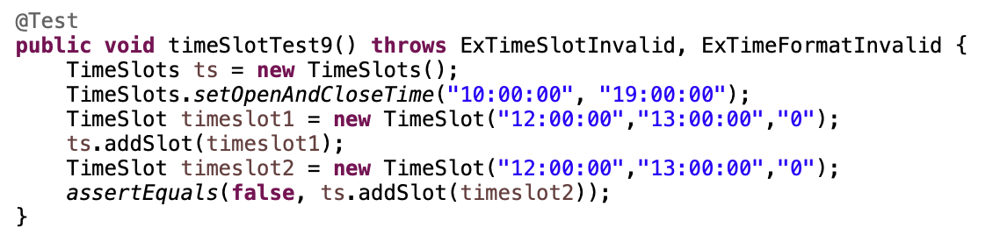 @Test
public void timeSlotTest9() throws ExTimeSlotInvalid, ExTimeFormatInvalid {
    TimeSlots ts = new TimeSlots();
    TimeSlots.setOpenAndCloseTime("10:00:00", "19:00:00");
    TimeSlot timeslot1 = new TimeSlot("12:00:00","13:00:00","0");
    ts.addSlot(timeslot1);
    TimeSlot timeslot2 = new TimeSlot("12:00:00","13:00:00","0");
    assertEquals(false, ts.addSlot(timeslot2));
}